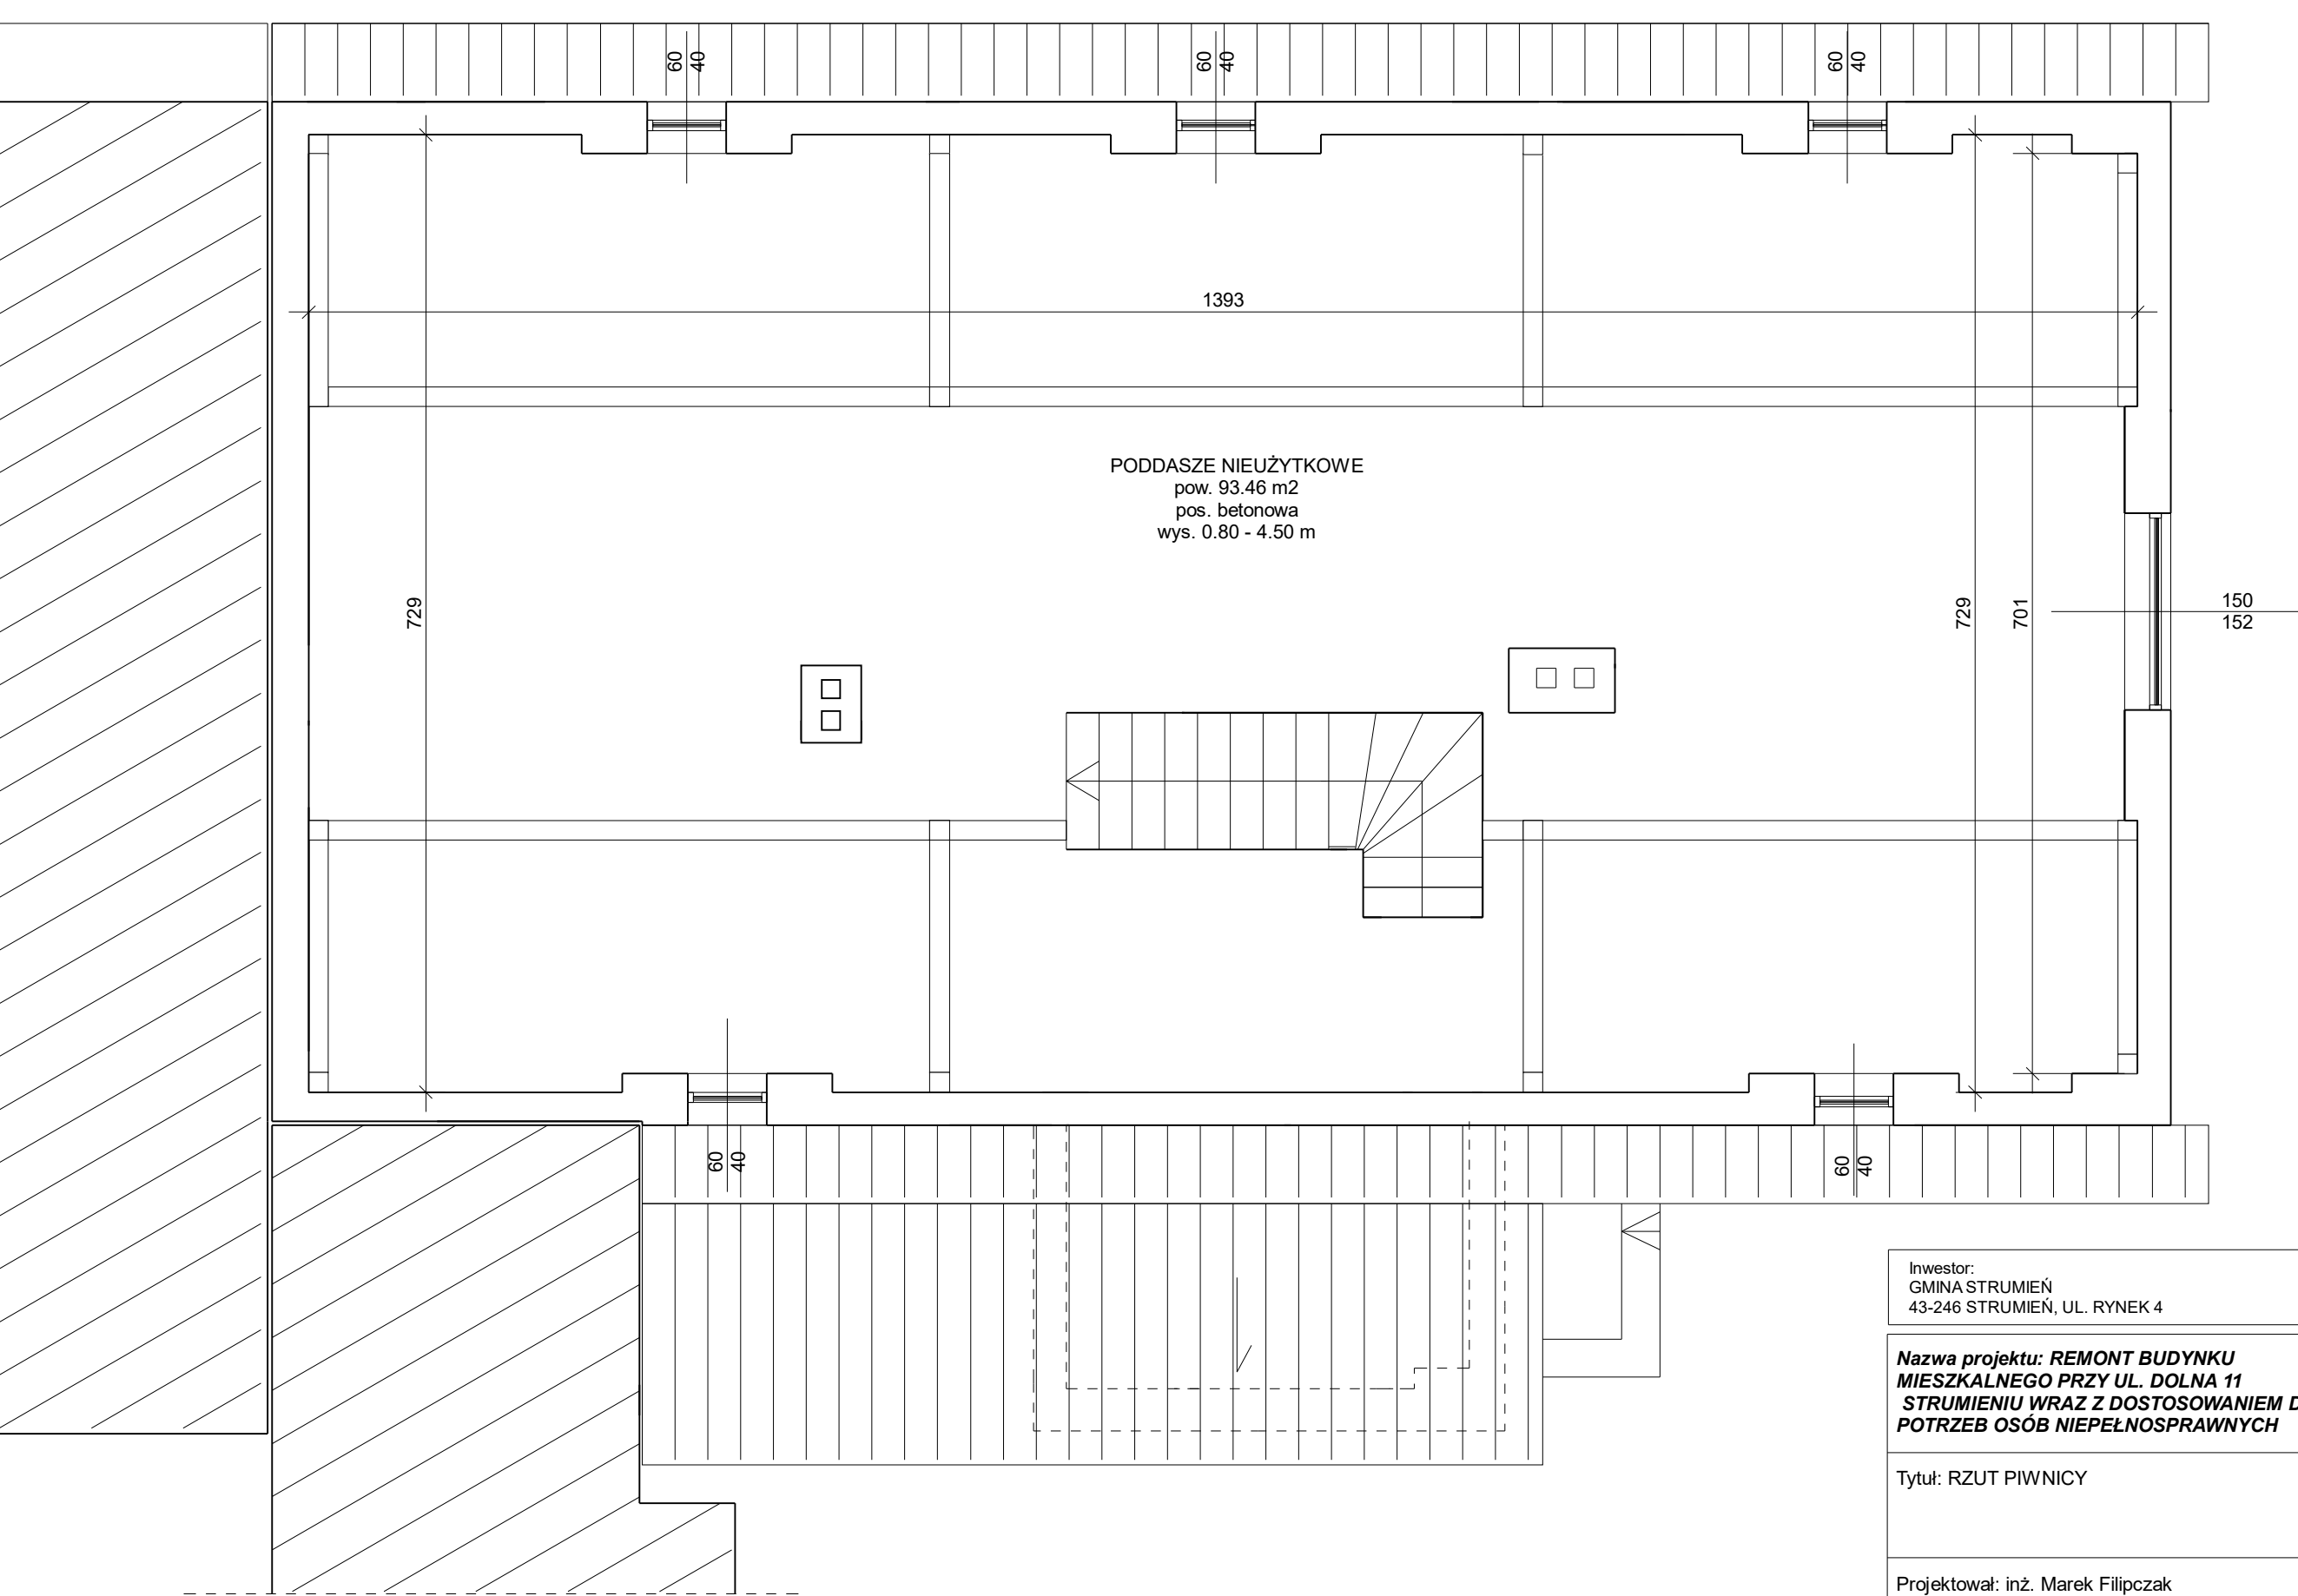 60
40
60
40
60
40
1393
PODDASZE NIEUŻYTKOWE
pow. 93.46 m2
pos. betonowa
wys. 0.80 - 4.50 m
729
729
701
150
152
60
40
60
40
Inwestor:
GMINA STRUMIEŃ
43-246 STRUMIEŃ, UL. RYNEK 4
Nazwa projektu: REMONT BUDYNKU
MIESZKALNEGO PRZY UL. DOLNA 11
STRUMIENIU WRAZ Z DOSTOSOWANIEM D
POTRZEB OSÓB NIEPEŁNOSPRAWNYCH
Tytuł: RZUT PIWNICY
Projektował: inż. Marek Filipczak